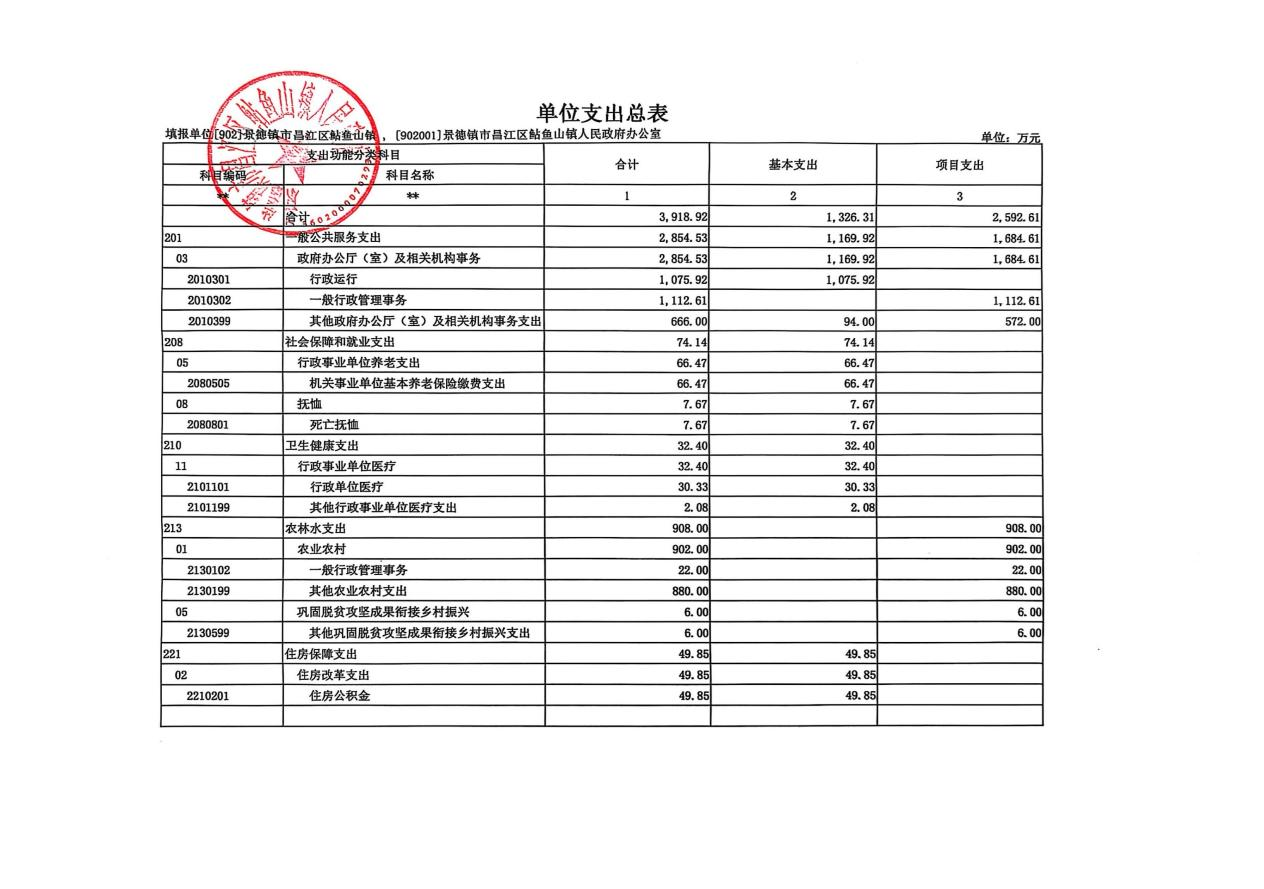 单位支出总表
填报单位[902]景德镇市昌江区鲇鱼山镇，[902001]景德镇市昌江区鲇鱼山镇人民政府办公室 单位：万元
支出功能分类科目 合计 基本支出 项目支出
科目编码 科目名称
** ** 1 2 3
合计 3,918.92 1,326.31 2,592.61
201 一般公共服务支出 2,854.53 1,169.92 1,684.61
03 政府办公厅（室）及相关机构事务 2,854.53 1,169.92 1,684.61
2010301 行政运行 1,075.92 1,075.92
2010302 一般行政管理事务 1,112.61 1,112.61
2010399 其他政府办公厅（室）及相关机构事务支出 666.00 94.00 572.00
208 社会保障和就业支出 74.14 74.14
05 行政事业单位养老支出 66.47 66.47
2080505 机关事业单位基本养老保险缴费支出 66.47 66.47
08 抚恤 7.67 7.67
2080801 死亡抚恤 7.67 7.67
210 卫生健康支出 32.40 32.40
11 行政事业单位医疗 32.40 32.40
2101101 行政单位医疗 30.33 30.33
2101199 其他行政事业单位医疗支出 2.08 2.08
213 农林水支出 908.00 908.00
01 农业农村 902.00 902.00
2130102 一般行政管理事务 22.00 22.00
2130199 其他农业农村支出 880.00 880.00
05 巩固脱贫攻坚成果衔接乡村振兴 6.00 6.00
2130599 其他巩固脱贫攻坚成果衔接乡村振兴支出 6.00 6.00
221 住房保障支出 49.85 49.85
02 住房改革支出 49.85 49.85
2210201 住房公积金 49.85 49.85